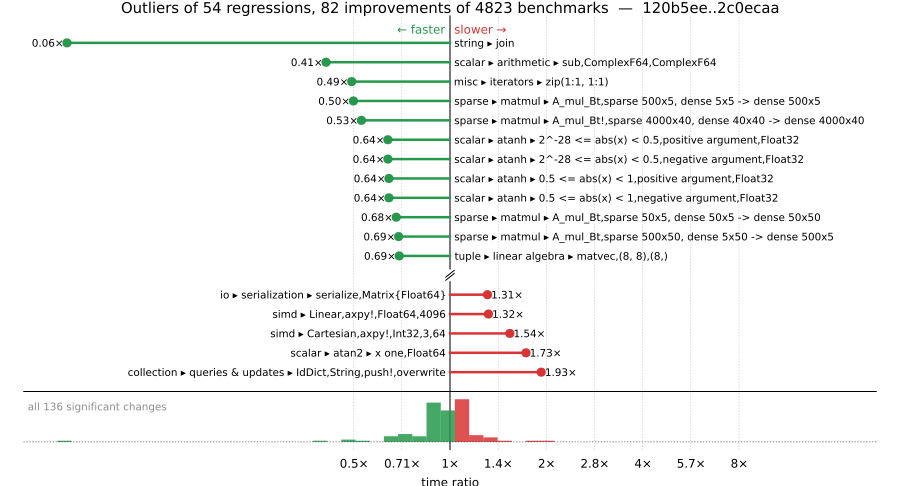 Outliers of 54 regressions, 82 improvements of 4823 benchmarks — 120b5ee..2c0ecaa
← faster slower →
0.06× string ▸ join
0.41× scalar ▸ arithmetic ▸ sub,ComplexF64,ComplexF64
0.49× misc ▸ iterators ▸ zip(1:1, 1:1)
0.50× sparse ▸ matmul ▸ A_mul_Bt,sparse 500x5, dense 5x5 -> dense 500x5
0.53× sparse ▸ matmul ▸ A_mul_Bt!,sparse 4000x40, dense 40x40 -> dense 4000x40
0.64× scalar ▸ atanh ▸ 2^-28 <= abs(x) < 0.5,positive argument,Float32
0.64× scalar ▸ atanh ▸ 2^-28 <= abs(x) < 0.5,negative argument,Float32
0.64× scalar ▸ atanh ▸ 0.5 <= abs(x) < 1,positive argument,Float32
0.64× scalar ▸ atanh ▸ 0.5 <= abs(x) < 1,negative argument,Float32
0.68× sparse ▸ matmul ▸ A_mul_Bt,sparse 50x5, dense 50x5 -> dense 50x50
0.69× sparse ▸ matmul ▸ A_mul_Bt,sparse 500x50, dense 5x50 -> dense 500x5
0.69× tuple ▸ linear algebra ▸ matvec,(8, 8),(8,)
io ▸ serialization ▸ serialize,Matrix{Float64} 1.31×
simd ▸ Linear,axpy!,Float64,4096 1.32×
simd ▸ Cartesian,axpy!,Int32,3,64 1.54×
scalar ▸ atan2 ▸ x one,Float64 1.73×
collection ▸ queries & updates ▸ IdDict,String,push!,overwrite 1.93×
all 136 significant changes
0.5× 0.71× 1× 1.4× 2× 2.8× 4× 5.7× 8×
time ratio